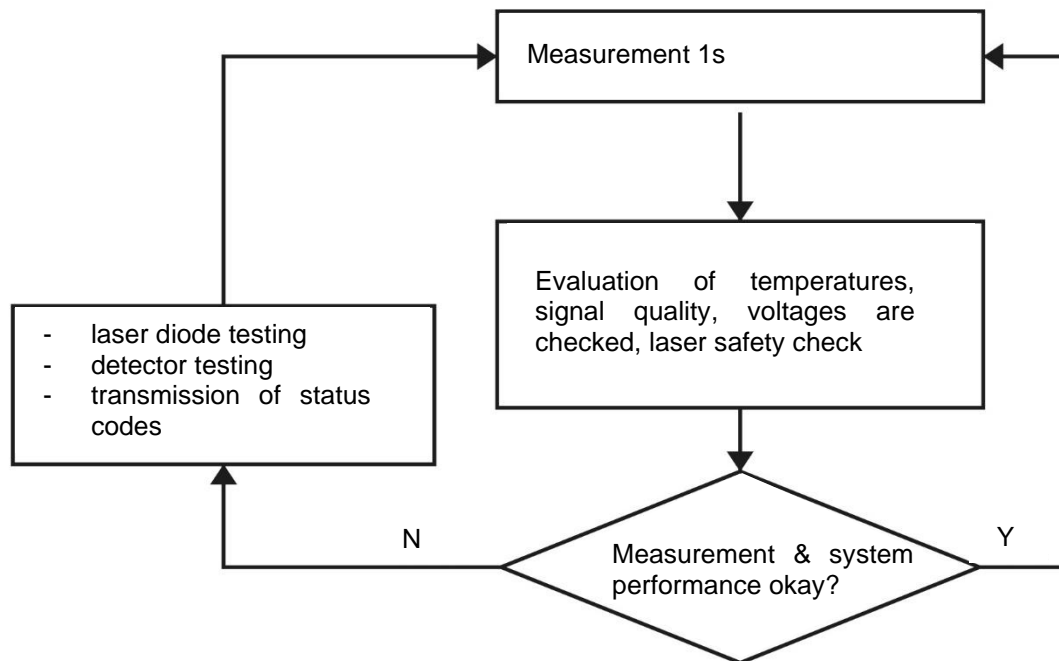 Measurement 1s
Evaluation of temperatures,
signal quality, voltages are
checked, laser safety check
- laser diode testing
- detector testing
- transmission of status
codes
N
Y
Measurement & system
performance okay?